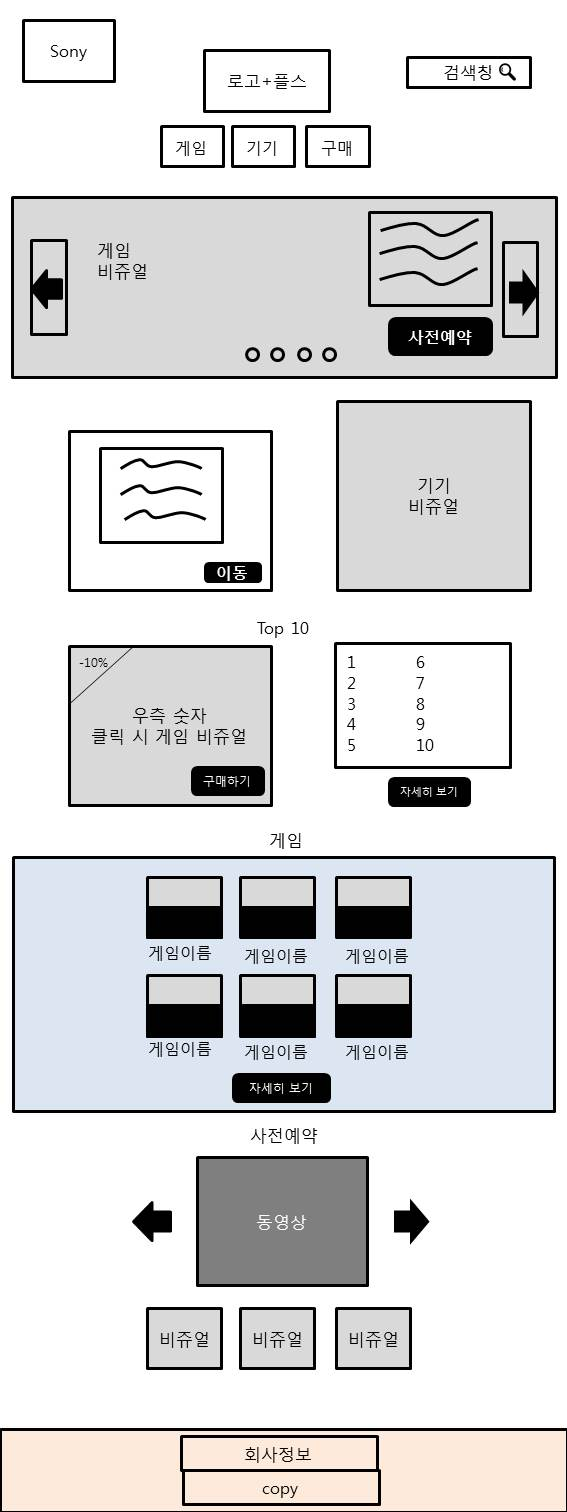 Sony
로고+플스
검색창
게임
기기
구매
게임
비쥬얼
사전예약
기기
비쥬얼
이동
Top 10
-10%
우측 숫자
클릭 시 게임 비쥬얼
구매하기
1 6
2 7
3 8
4 9
5 10
자세히 보기
게임
게임이름 게임이름 게임이름
게임이름 게임이름 게임이름
자세히 보기
사전예약
동영상
비쥬얼 비쥬얼 비쥬얼
회사정보
copy